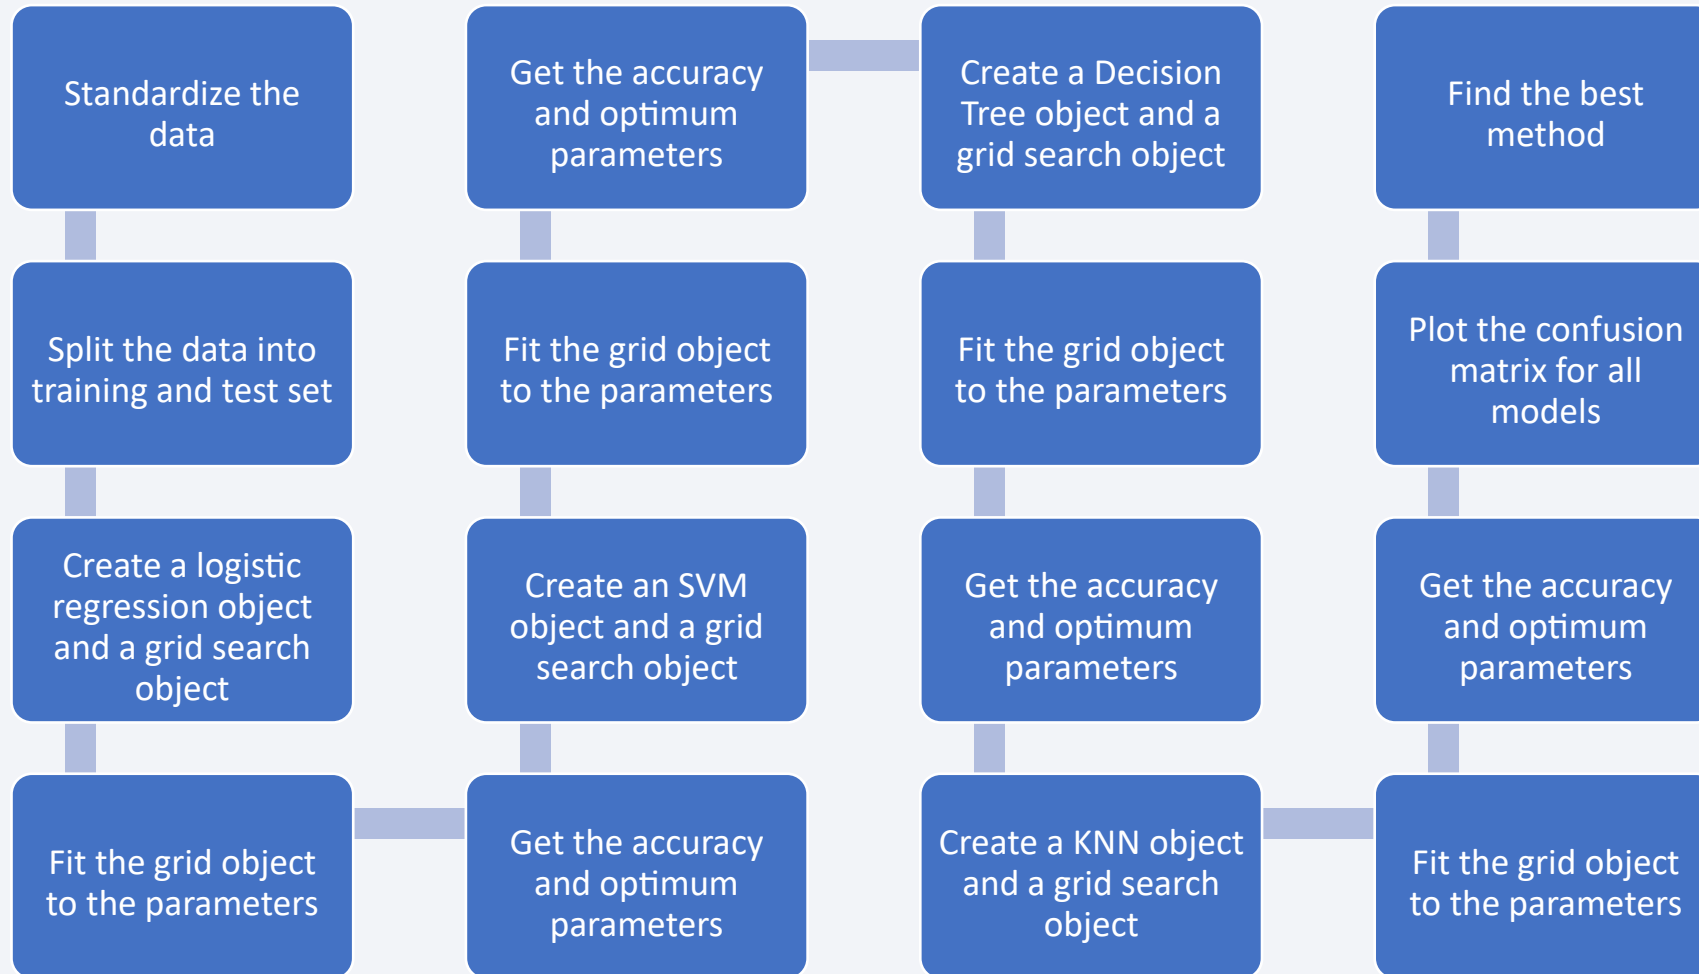 Standardize the
data
Split the data into
training and test set
Create a logistic
regression object
and a grid search
object
Fit the grid object
to the parameters
Get the accuracy
and optimum
parameters
Create an SVM
object and a grid
search object
Fit the grid object
to the parameters
Get the accuracy
and optimum
parameters
Create a Decision
Tree object and a
grid search object
Fit the grid object
to the parameters
Get the accuracy
and optimum
parameters
Create a KNN object
and a grid search
object
Fit the grid object
to the parameters
Get the accuracy
and optimum
parameters
Plot the confusion
matrix for all
models
Find the best
method